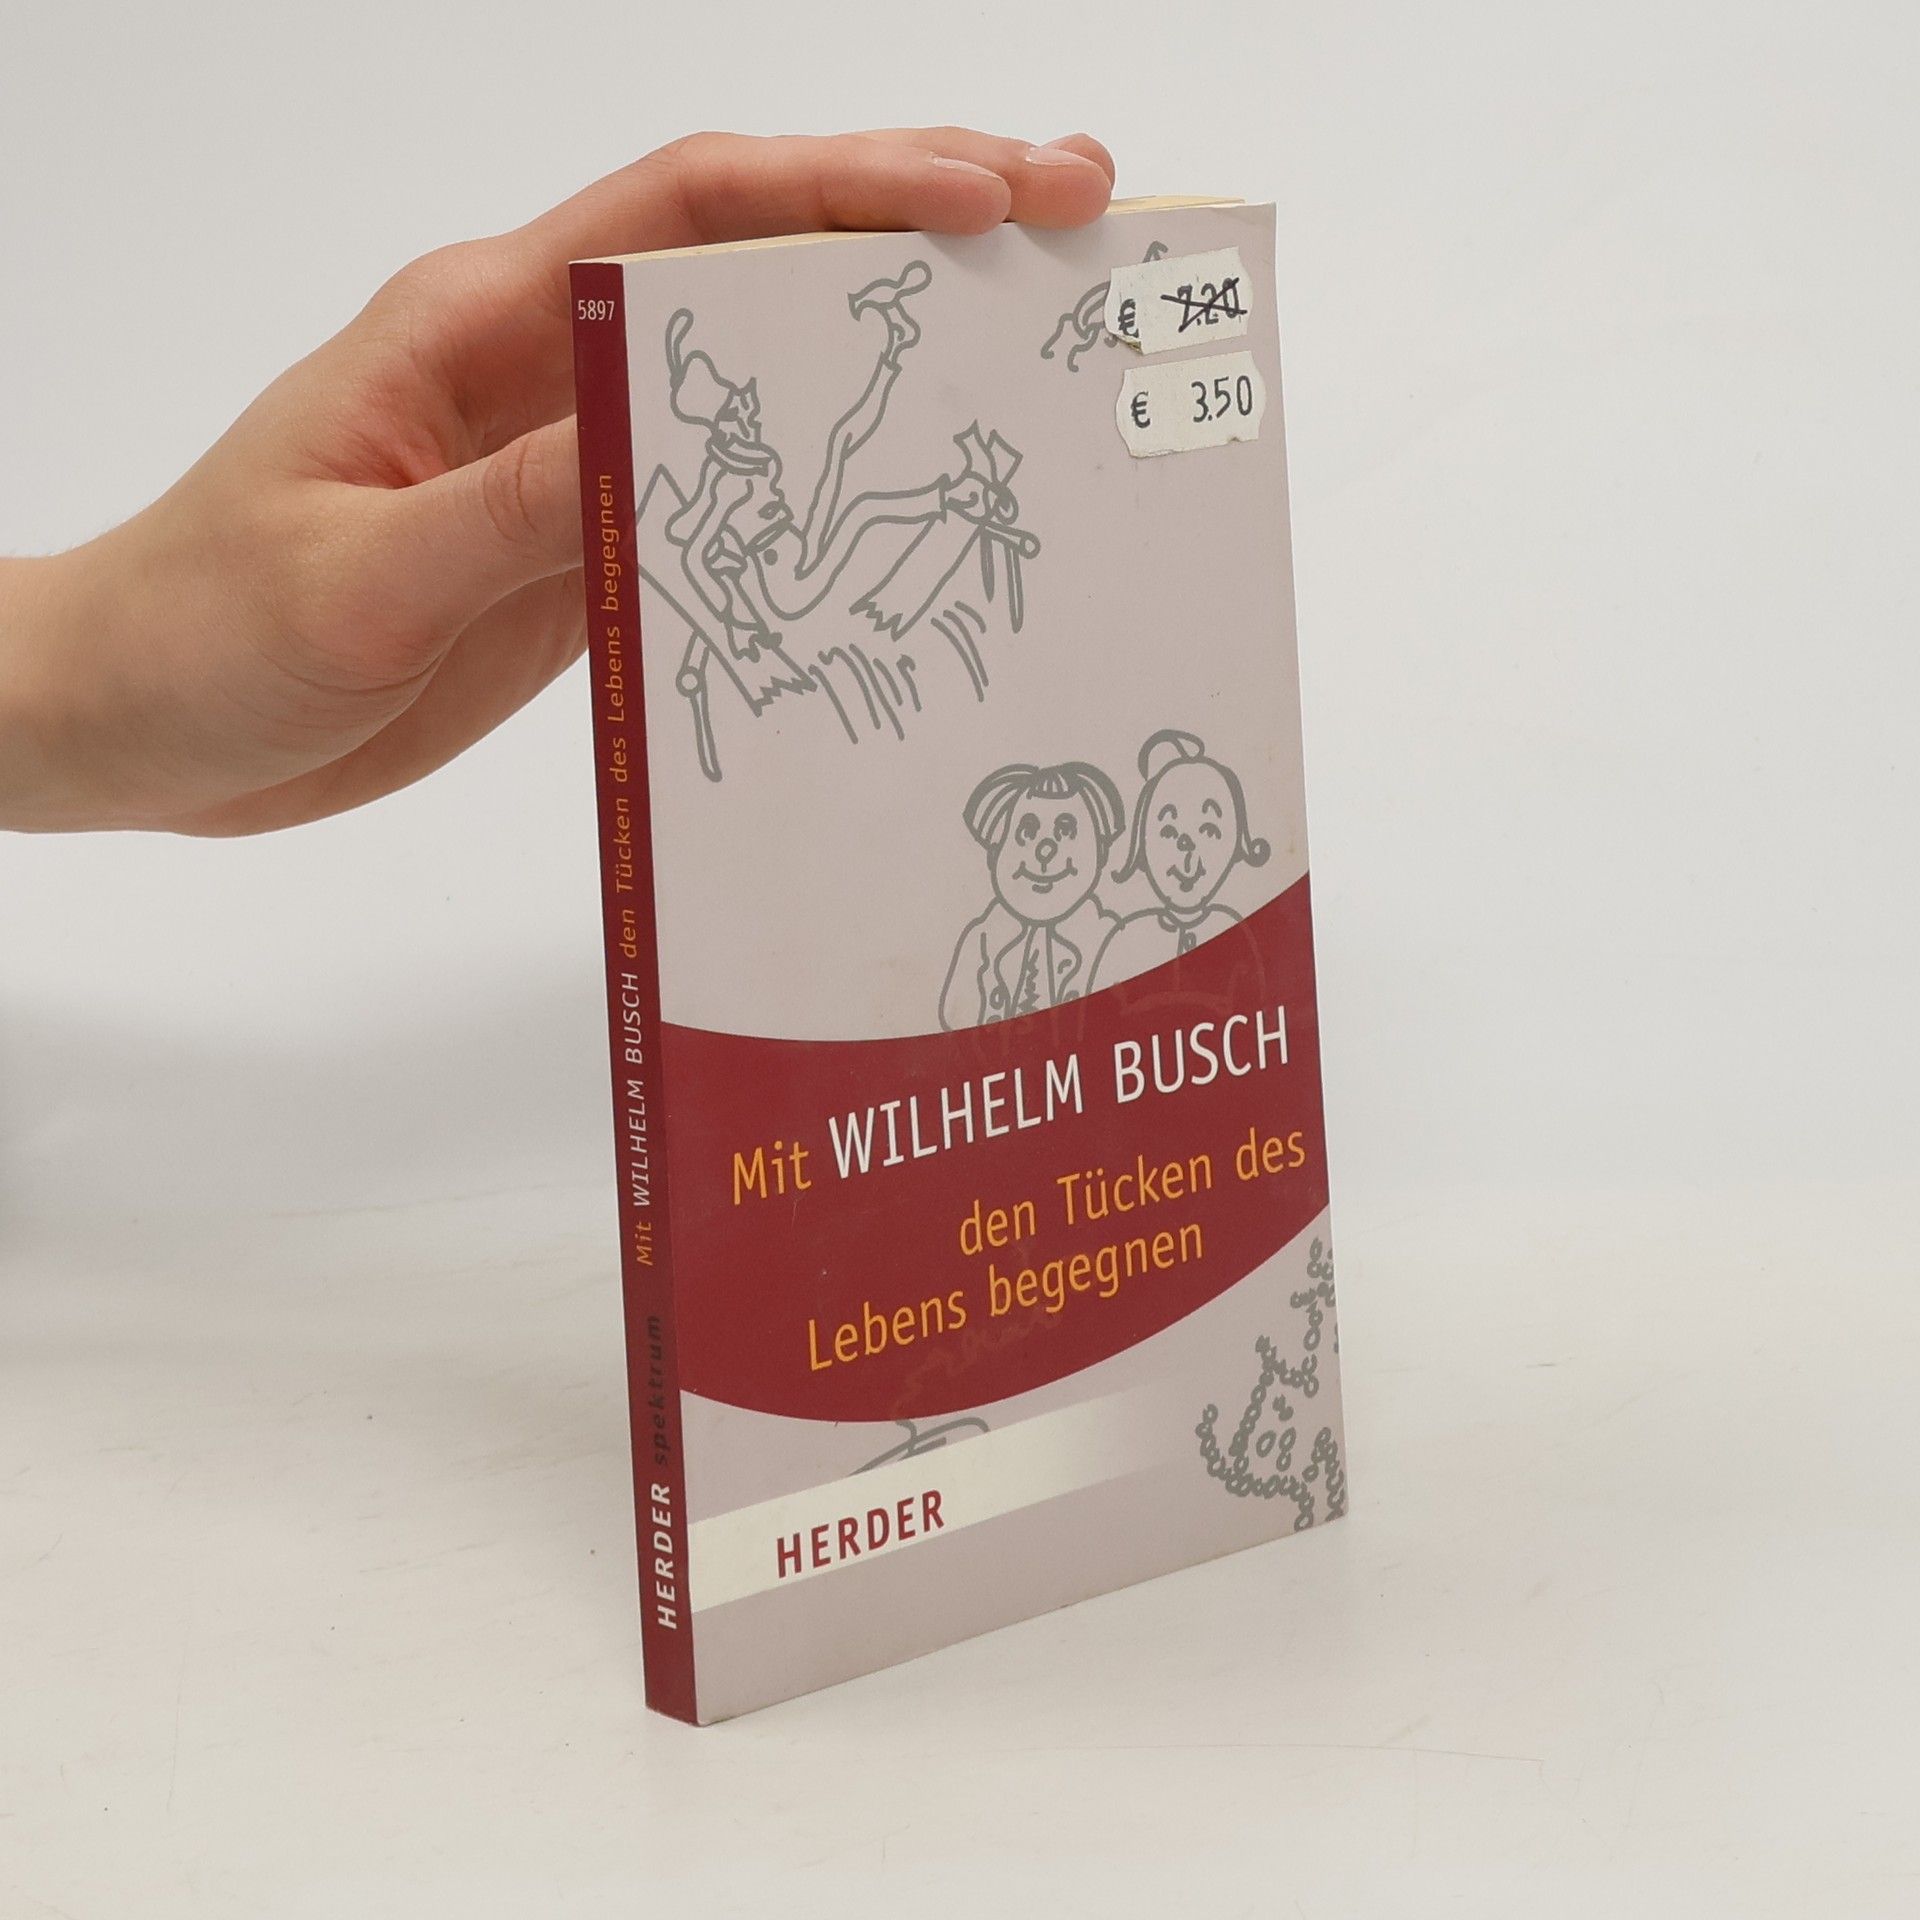 5897
Mit WILHELM BUSCH den Tücken des Lebens begegnen
HERDER spektrum
€ 7.20
€ 3.50
Mit WILHELM BUSCH
den Tücken des
Lebens begegnen
HERDER